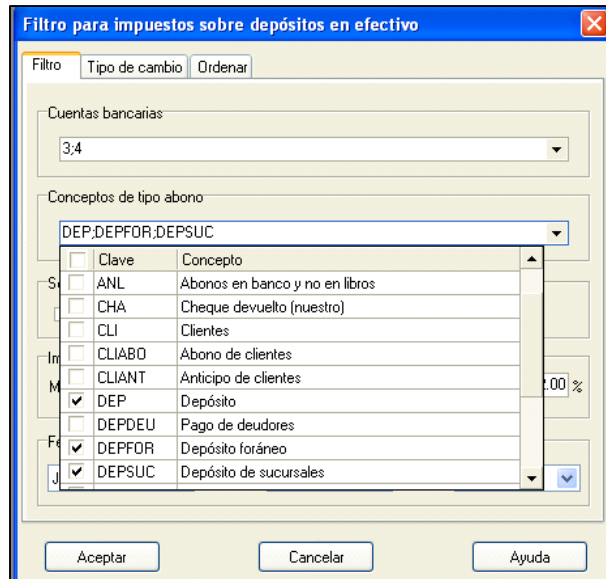 Filtro para impuestos sobre depósitos en efectivo
Filtro Tipo de cambio Ordenar
Cuentas bancarias
3;4
Conceptos de tipo abono
DEP;DEPFOR;DEPSUC
Clave Concepto
ANL Abonos en banco y no en libros
CHA Cheque devuelto (nuestro)
CLI Clientes
CLIABO Abono de clientes
CLIANT Anticipo de clientes
DEP Depósito
.00 %
DEPDEU Pago de deudores
DEPFOR Depósito foráneo
DEPSUC Depósito de sucursales
Aceptar Cancelar Ayuda